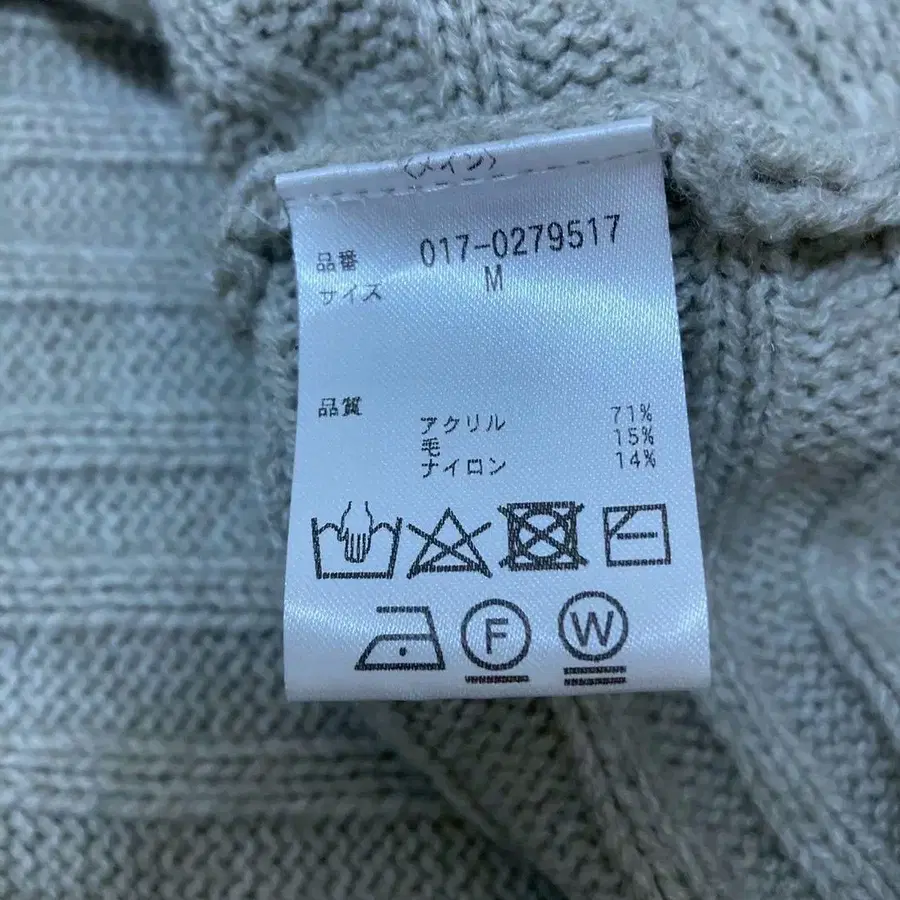 〈メイン〉
品番 017-0279517
サイズ M
品質
アクリル 71%
毛 15%
ナイロン 14%
F
W